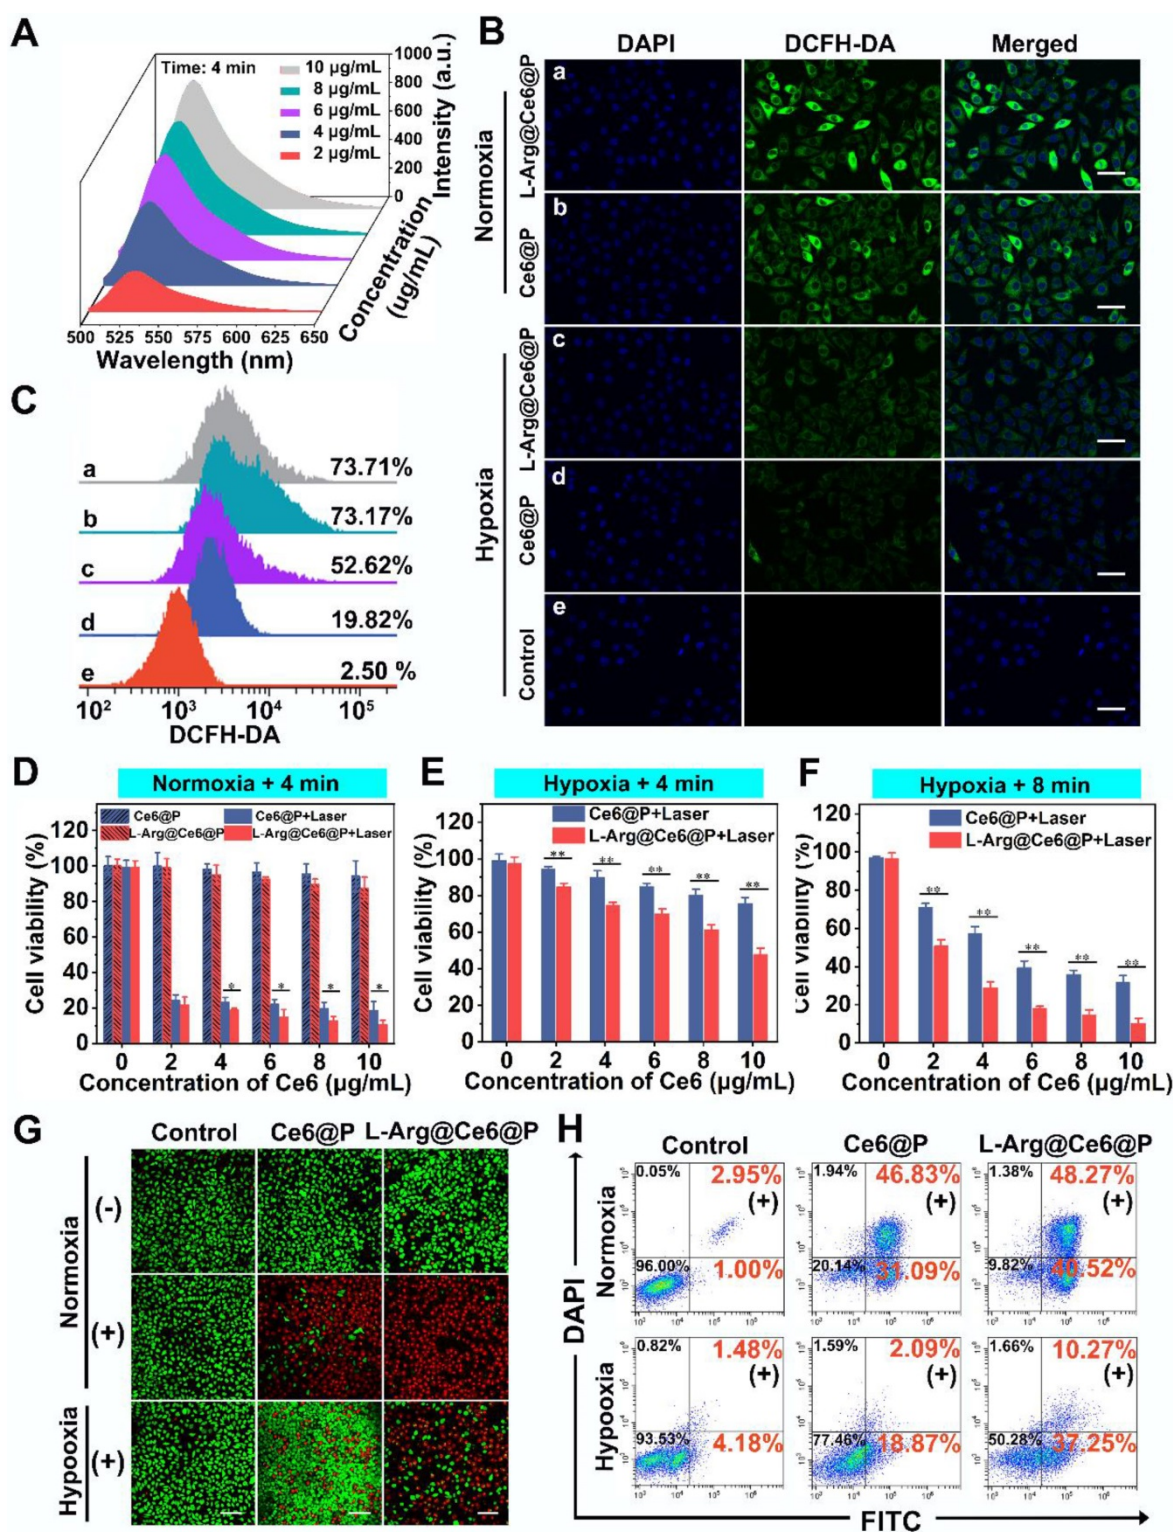 A
Time: 4 min
10 µg/mL
8 µg/mL
6 µg/mL
4 µg/mL
2 µg/mL
1000
800
600
400
200
0
Intensity (a.u.)
Concentration
(ug/mL)
500 525 550 575 600 625 650
Wavelength (nm)
B
DAPI DCFH-DA Merged
Normoxia
L-Arg@Ce6@P
a
Ce6@P
b
Hypoxia
L-Arg@Ce6@P
c
Ce6@P
d
Control
e
C
a 73.71%
b 73.17%
c 52.62%
d 19.82%
e 2.50 %
10² 10³ 10⁴ 10⁵
DCFH-DA
D
Normoxia + 4 min
Ce6@P Ce6@P+Laser
L-Arg@Ce6@P L-Arg@Ce6@P+Laser
Cell viability (%)
120
100
80
60
40
20
0
* * * *
0 2 4 6 8 10
Concentration of Ce6 (µg/mL)
E
Hypoxia + 4 min
Ce6@P+Laser
L-Arg@Ce6@P+Laser
Cell viability (%)
120
100
80
60
40
20
0
** ** ** ** **
0 2 4 6 8 10
Concentration of Ce6 (µg/mL)
F
Hypoxia + 8 min
Ce6@P+Laser
L-Arg@Ce6@P+Laser
Cell viability (%)
120
100
80
60
40
20
0
** ** ** ** **
0 2 4 6 8 10
Concentration of Ce6 (µg/mL)
G
Control Ce6@P L-Arg@Ce6@P
Normoxia
(-)
(+)
Hypooxia
(+)
H
Control Ce6@P L-Arg@Ce6@P
DAPI
Normoxia
0.05% 2.95% 1.94% 46.83% 1.38% 48.27%
(+) (+)
96.00% 1.00% 20.14% 31.09% 9.82% 40.52%
Hypooxia
0.82% 1.48% 1.59% 2.09% 1.66% 10.27%
(+) (+)
93.53% 4.18% 77.46% 18.87% 50.28% 37.25%
FITC